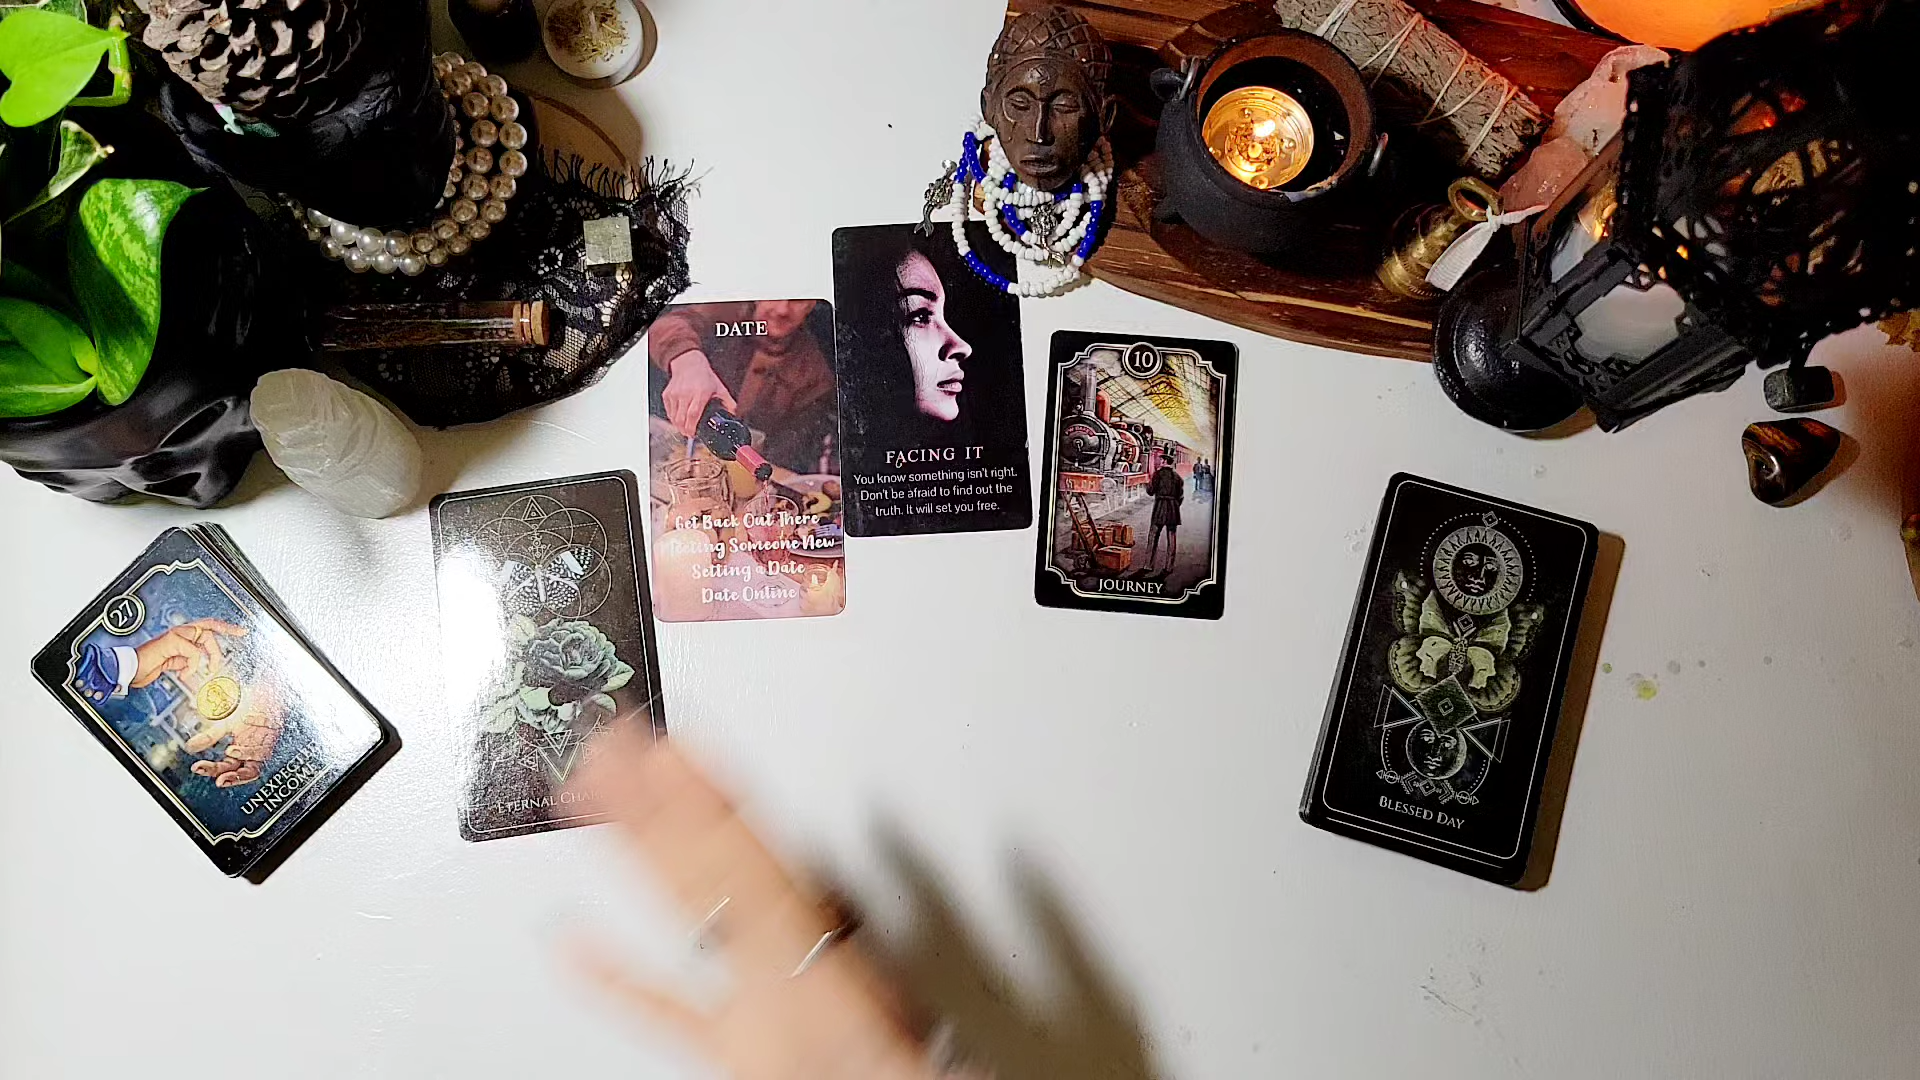 DATE
Get Back Out There
Meeting Someone New
Setting a Date
Date Online
FACING IT
You know something isn't right.
Don't be afraid to find out the
truth. It will set you free.
10
JOURNEY
27
UNEXPECTED
INCOME
ETERNAL
BLESSED DAY